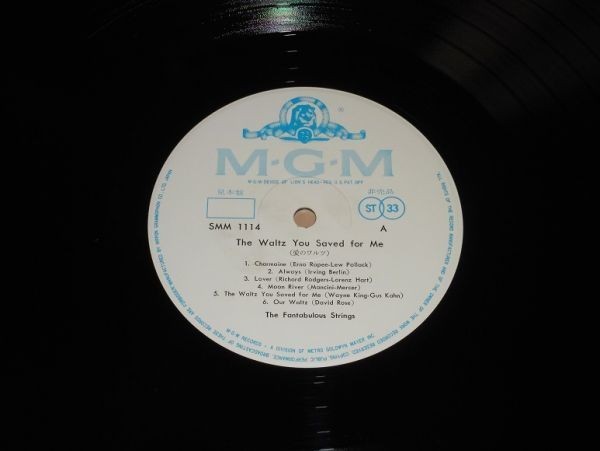 ®
M-G-M
M-G-M DEVICE OF LION'S HEAD-REG. U.S. PAT. OFF
見本盤
非売品
ST 33
SMM 1114
A
The Waltz You Saved for Me
(愛のワルツ)
1. Charmaine (Erno Rapee-Lew Pollack)
2. Always (Irving Berlin)
3. Lover (Richard Rodgers-Lorenz Hart)
4. Moon River (Mancini-Mercer)
5. The Waltz You Saved for Me (Wayne King-Gus Kahn)
6. Our Waltz (David Rose)
The Fantabulous Strings
M-G-M RECORDS - A DIVISION OF METRO GOLDWYN MAYER INC.